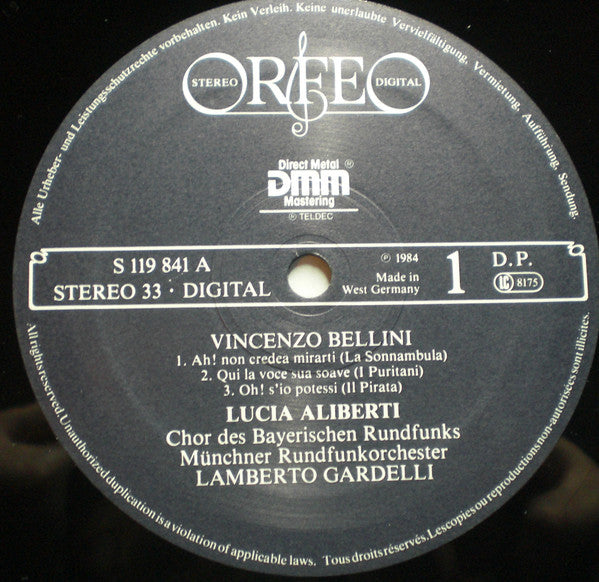 Alle Urheber- und Leistungsschutzrechte vorbehalten. Kein Verleih. Keine unerlaubte Vervielfältigung, Vermietung, Aufführung, Sendung.
STEREO ORFEO DIGITAL
Direct Metal ®
DMM
Mastering
℗ TELDEC
S 119 841 A
STEREO 33 · DIGITAL
℗ 1984
Made in
West Germany
1
D.P.
LC 8175
VINCENZO BELLINI
1. Ah! non credea mirarti (La Sonnambula)
2. Qui la voce sua soave (I Puritani)
3. Oh! s'io potessi (Il Pirata)
LUCIA ALIBERTI
Chor des Bayerischen Rundfunks
Münchner Rundfunkorchester
LAMBERTO GARDELLI
All rights reserved. Unauthorized duplication is a violation of applicable laws. Tous droits réservés. Les copies ou reproductions non-autorisées sont illicites.